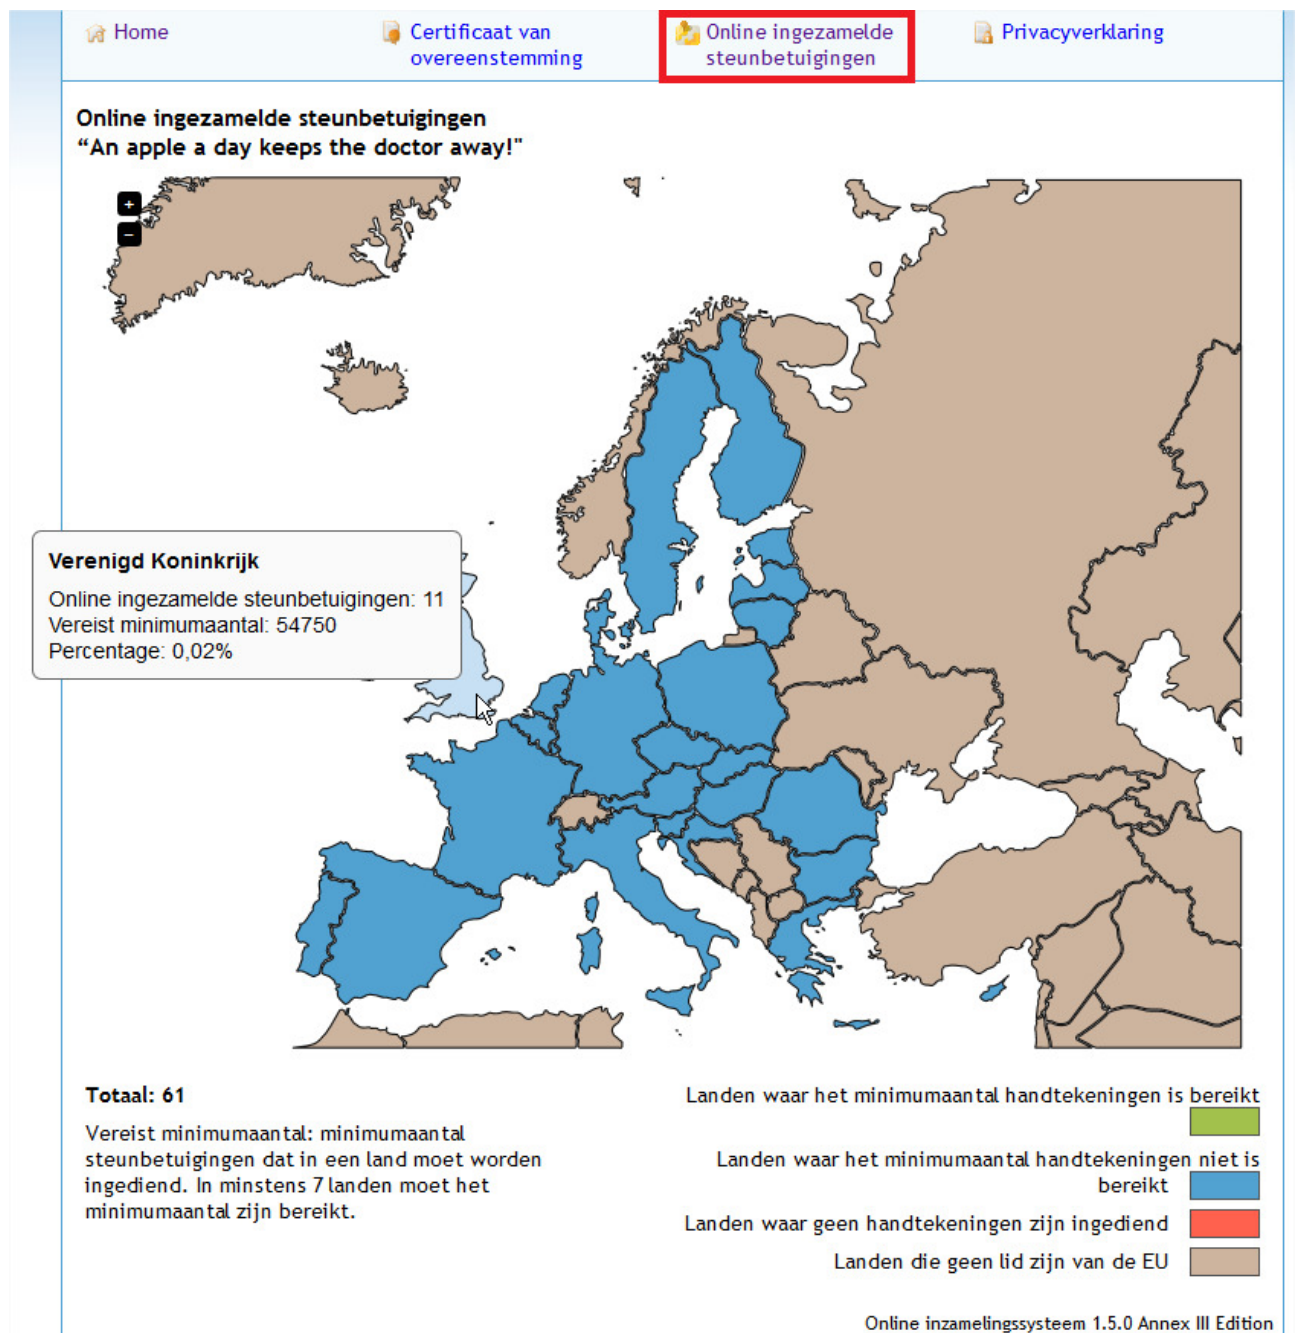 Home
Certificaat van
overeenstemming
Online ingezamelde
steunbetuigingen
Privacyverklaring
Online ingezamelde steunbetuigingen
“An apple a day keeps the doctor away!"
+
–
Verenigd Koninkrijk
Online ingezamelde steunbetuigingen: 11
Vereist minimumaantal: 54750
Percentage: 0,02%
Totaal: 61
Vereist minimumaantal: minimumaantal
steunbetuigingen dat in een land moet worden
ingediend. In minstens 7 landen moet het
minimumaantal zijn bereikt.
Landen waar het minimumaantal handtekeningen is bereikt
Landen waar het minimumaantal handtekeningen niet is
bereikt
Landen waar geen handtekeningen zijn ingediend
Landen die geen lid zijn van de EU
Online inzamelingssysteem 1.5.0 Annex III Edition